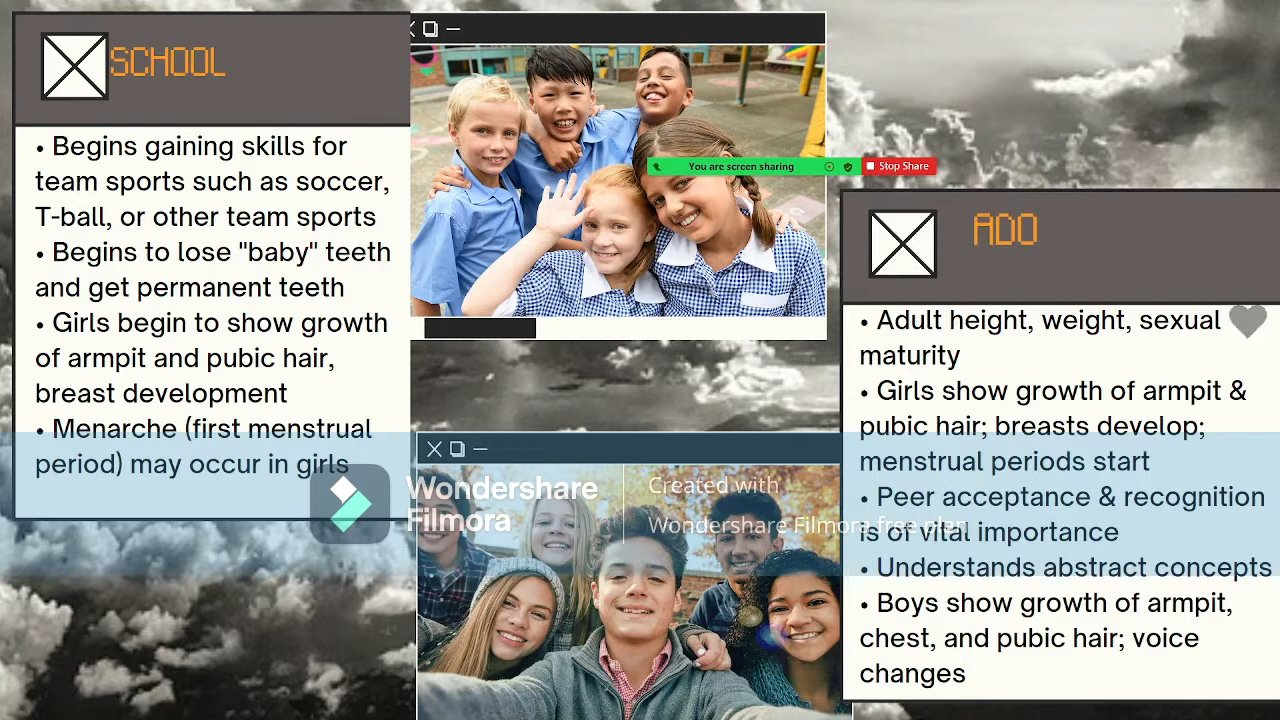 SCHOOL
• Begins gaining skills for
team sports such as soccer,
T-ball, or other team sports
• Begins to lose "baby" teeth
and get permanent teeth
• Girls begin to show growth
of armpit and pubic hair,
breast development
• Menarche (first menstrual
period) may occur in girls
You are screen sharing
Stop Share
ADO
• Adult height, weight, sexual
maturity
• Girls show growth of armpit &
pubic hair; breasts develop;
menstrual periods start
• Peer acceptance & recognition
is of vital importance
• Understands abstract concepts
• Boys show growth of armpit,
chest, and pubic hair; voice
changes
Wondershare
Filmora
Created with
Wondershare Filmora free plan